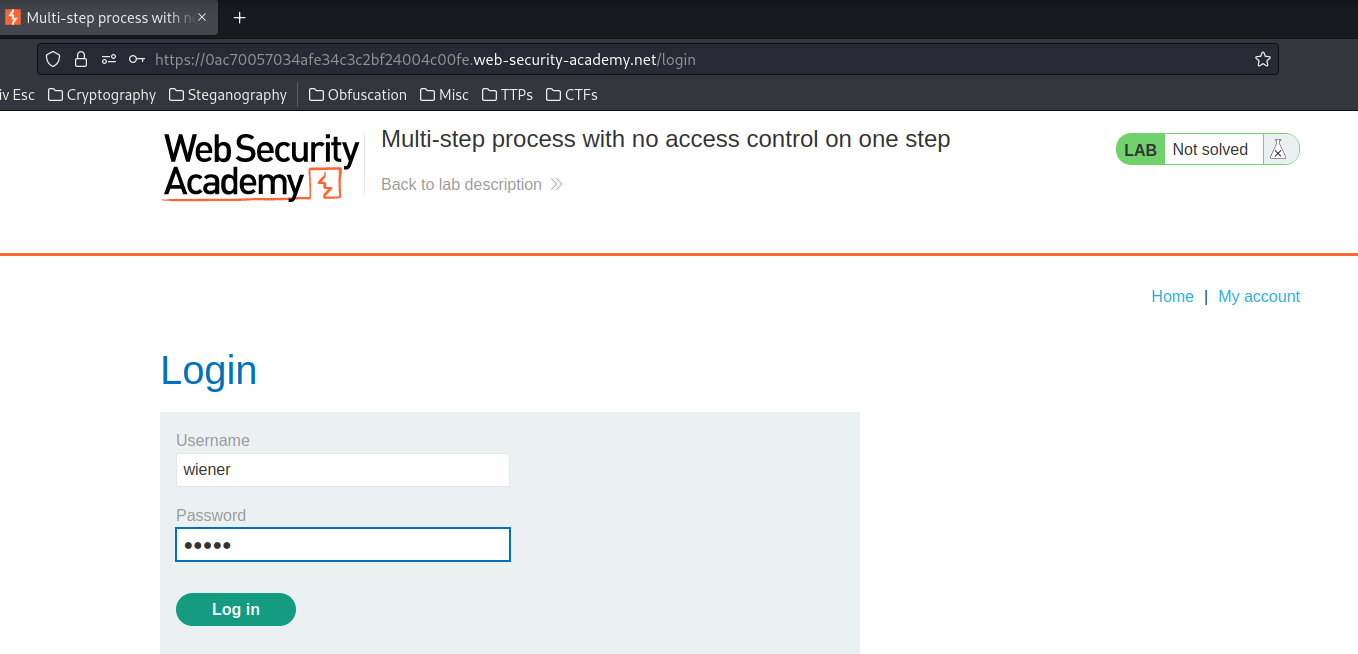 Multi-step process with n
https://0ac70057034afe34c3c2bf24004c00fe.web-security-academy.net/login
iv Esc Cryptography Steganography Obfuscation Misc TTPs CTFs
Web Security
Academy
Multi-step process with no access control on one step
Back to lab description
LAB Not solved
Home | My account
Login
Username
wiener
Password
•••••
Log in